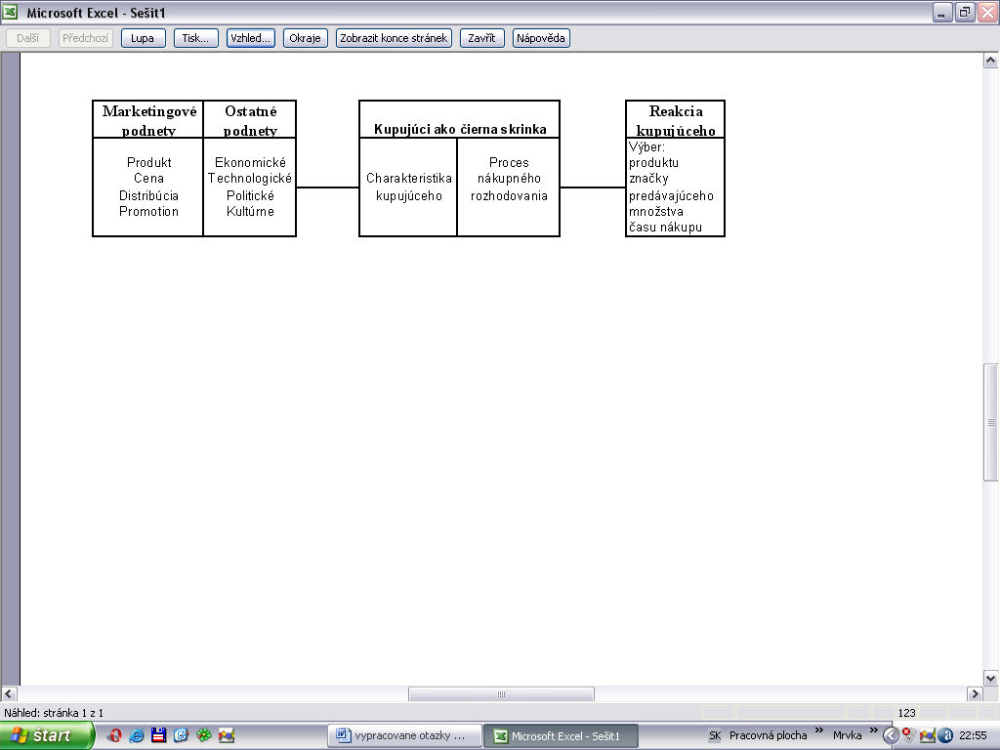 Microsoft Excel - Sešit1
Další Předchozí Lupa Tisk... Vzhled... Okraje Zobrazit konce stránek Zavřít Nápověda
Marketingové
podnety
Ostatné
podnety
Produkt
Cena
Distribúcia
Promotion
Ekonomické
Technologické
Politické
Kultúrne
Kupujúci ako čierna skrinka
Charakteristika
kupujúceho
Proces
nákupného
rozhodovania
Reakcia
kupujúceho
Výber:
produktu
značky
predávajúceho
množstva
času nákupu
Náhled: stránka 1 z 1
123
štart
vypracovane otazky ...
Microsoft Excel - Sešit1
SK
Pracovná plocha »
Mrvka »
22:55